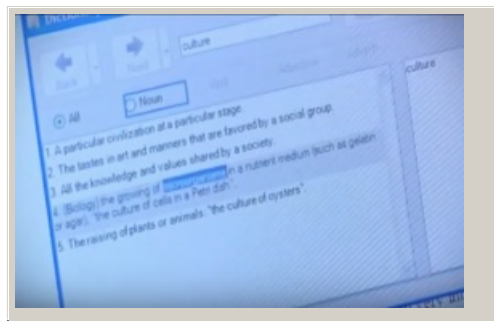 culture
Back
Next
All
Noun
culture
1. A particular civilization at a particular stage.
2. The tastes in art and manners that are favored by a social group.
3. All the knowledge and values shared by a society.
4. (Biology) the growing of in a nutrient medium (such as gelatin
or agar); "the culture of cells in a Petri dish".
5. The raising of plants or animals: "the culture of oysters".